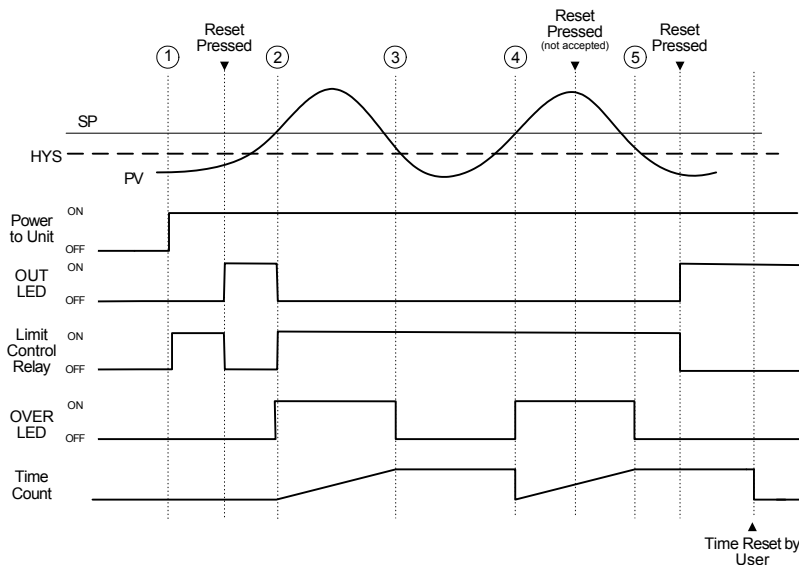 Reset
Pressed
Reset
Pressed
(not accepted)
Reset
Pressed
1
2
3
4
5
SP
HYS
PV
Power
to Unit
ON
OFF
OUT
LED
ON
OFF
Limit
Control
Relay
ON
OFF
OVER
LED
ON
OFF
Time
Count
Time Reset by
User